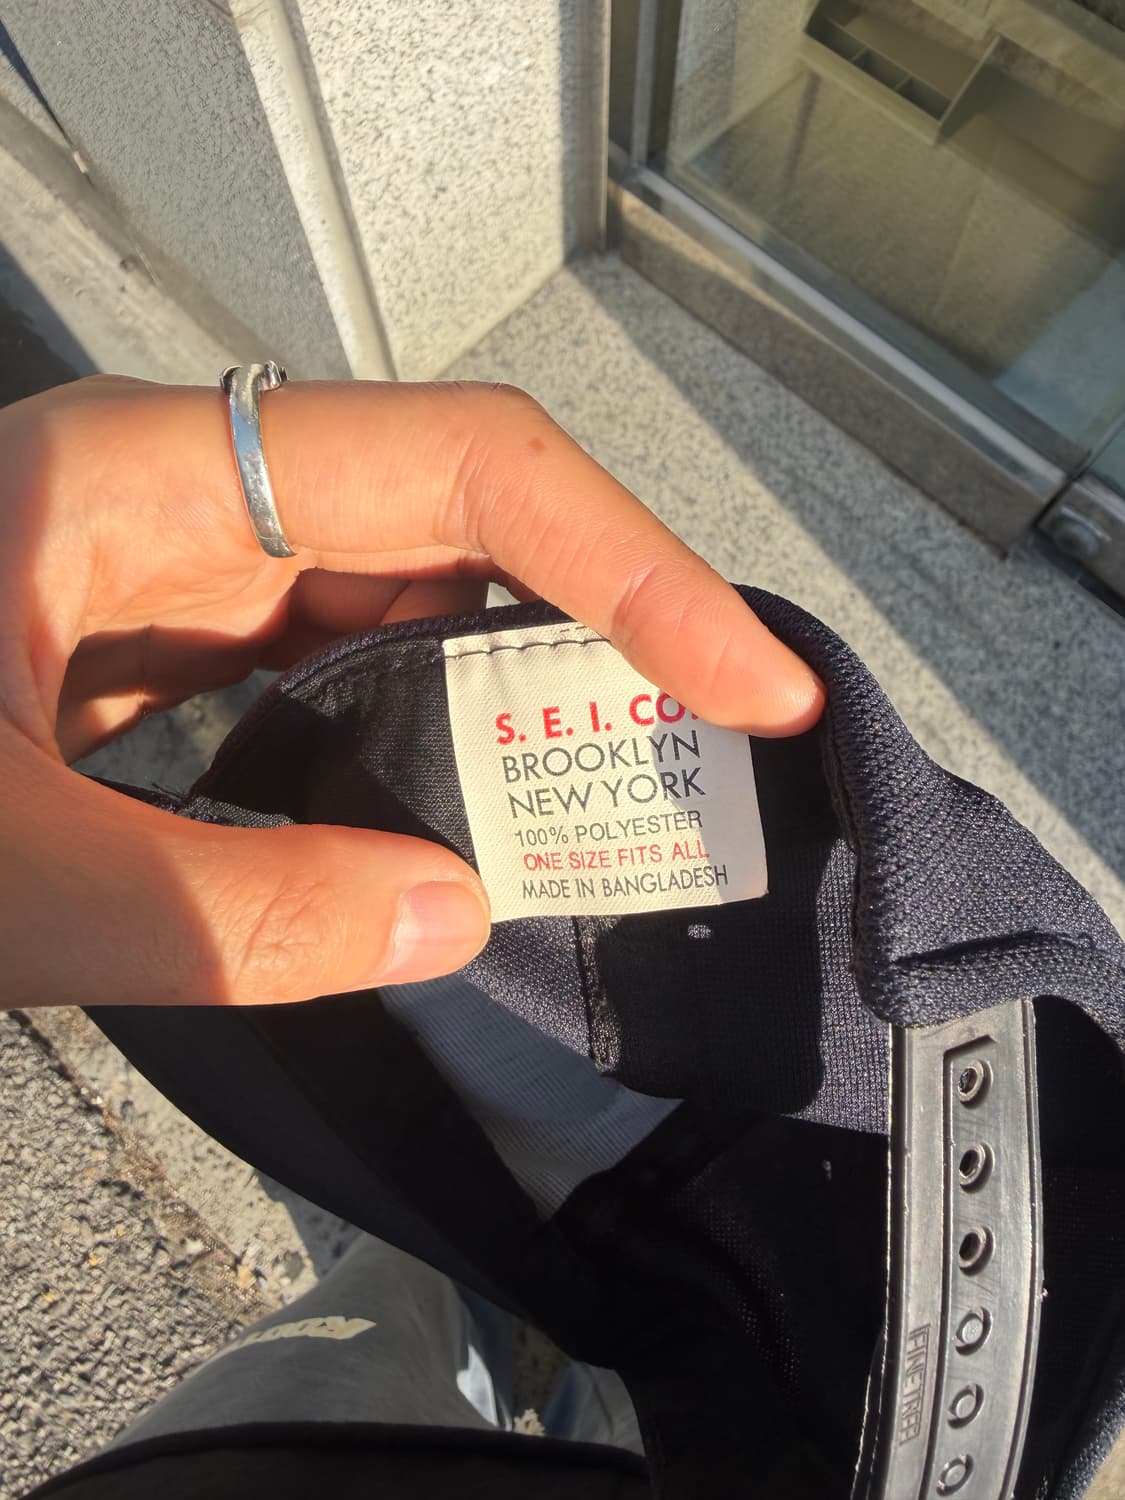 S. E. I. CO.
BROOKLYN
NEW YORK
100% POLYESTER
ONE SIZE FITS ALL
MADE IN BANGLADESH